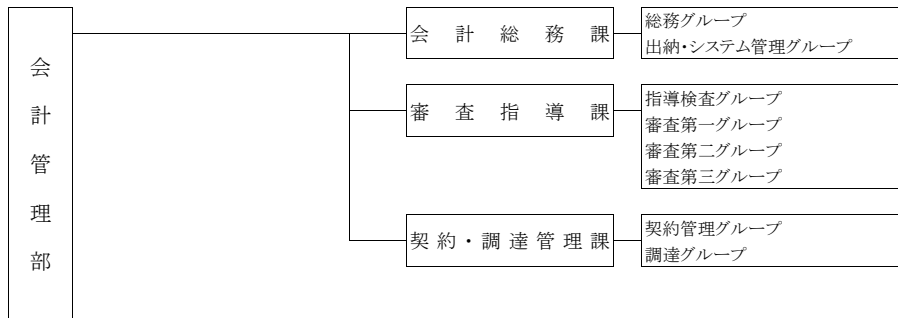 会計管理部
会計総務課
総務グループ
出納・システム管理グループ
審査指導課
指導検査グループ
審査第一グループ
審査第二グループ
審査第三グループ
契約・調達管理課
契約管理グループ
調達グループ